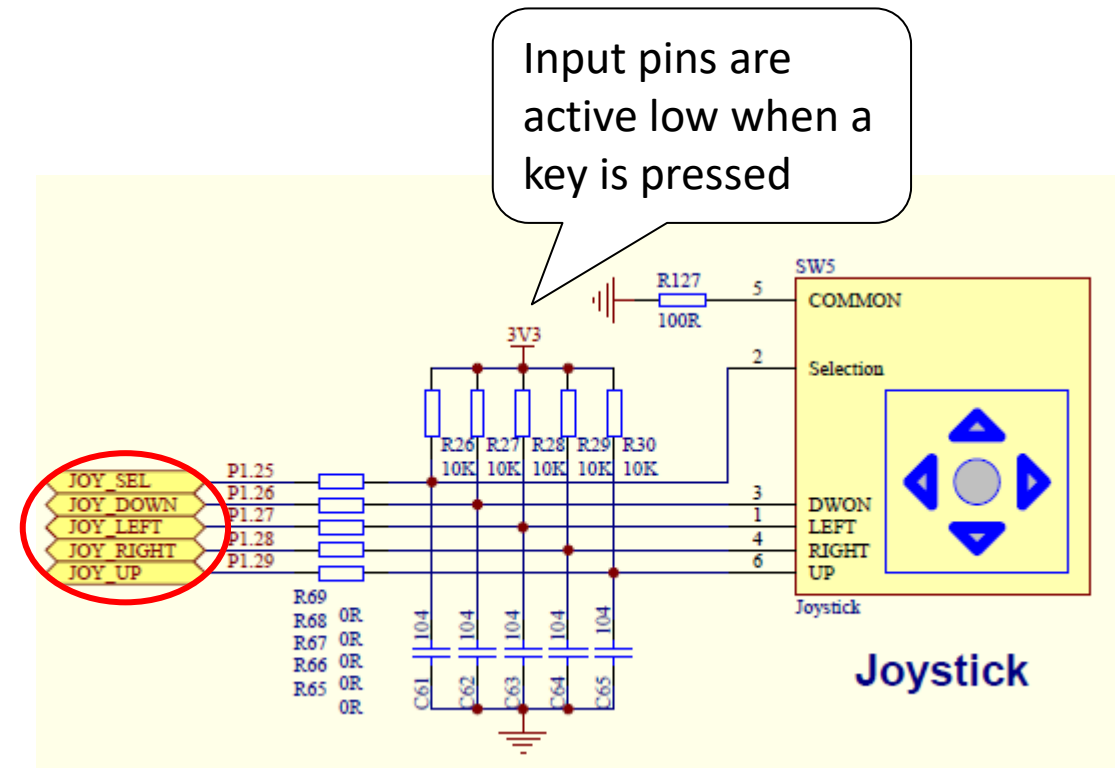 Input pins are
active low when a
key is pressed
SW5
R127
5
COMMON
100R
3V3
2
Selection
R26 R27 R28 R29 R30
10K 10K 10K 10K 10K
JOY_SEL P1.25
JOY_DOWN P1.26 3 DWON
JOY_LEFT P1.27 1 LEFT
JOY_RIGHT P1.28 4 RIGHT
JOY_UP P1.29 6 UP
Joystick
R69
R68 0R
R67 0R
R66 0R
R65 0R
0R
104 104 104 104 104
C61 C62 C63 C64 C65
Joystick